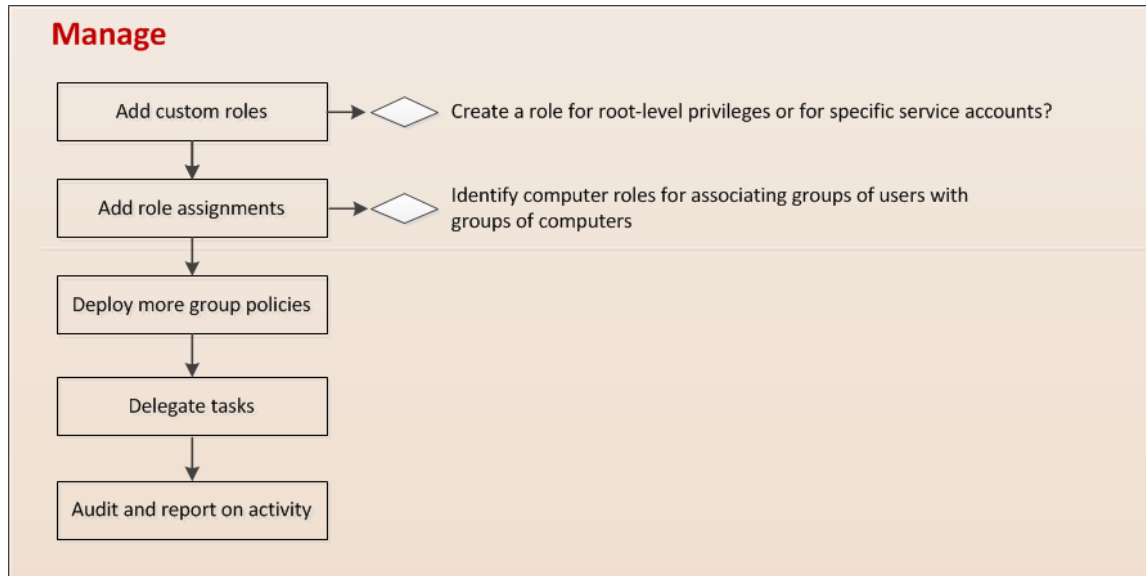 Manage
Add custom roles
Create a role for root-level privileges or for specific service accounts?
Add role assignments
Identify computer roles for associating groups of users with
groups of computers
Deploy more group policies
Delegate tasks
Audit and report on activity